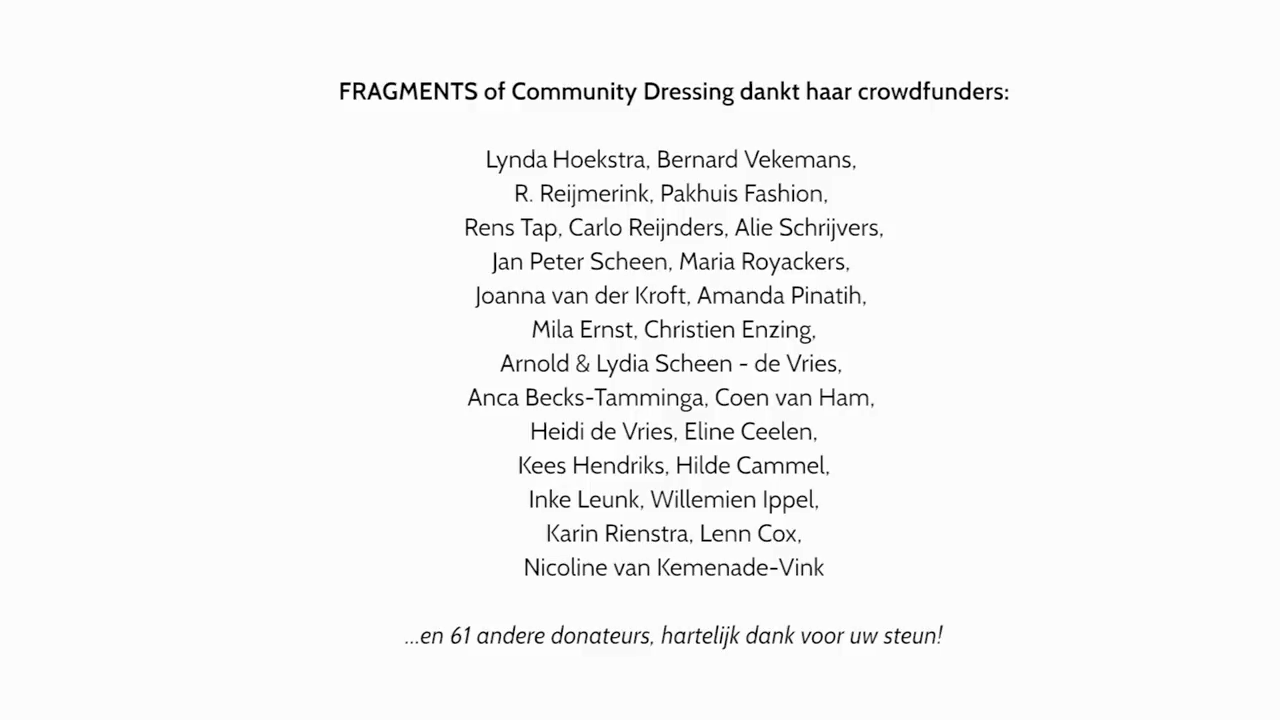 FRAGMENTS of Community Dressing dankt haar crowdfunders:
Lynda Hoekstra, Bernard Vekemans,
R. Reijmerink, Pakhuis Fashion,
Rens Tap, Carlo Reijnders, Alie Schrijvers,
Jan Peter Scheen, Maria Royackers,
Joanna van der Kroft, Amanda Pinatih,
Mila Ernst, Christien Enzing,
Arnold & Lydia Scheen - de Vries,
Anca Becks-Tamminga, Coen van Ham,
Heidi de Vries, Eline Ceelen,
Kees Hendriks, Hilde Cammel,
Inke Leunk, Willemien Ippel,
Karin Rienstra, Lenn Cox,
Nicoline van Kemenade-Vink
...en 61 andere donateurs, hartelijk dank voor uw steun!